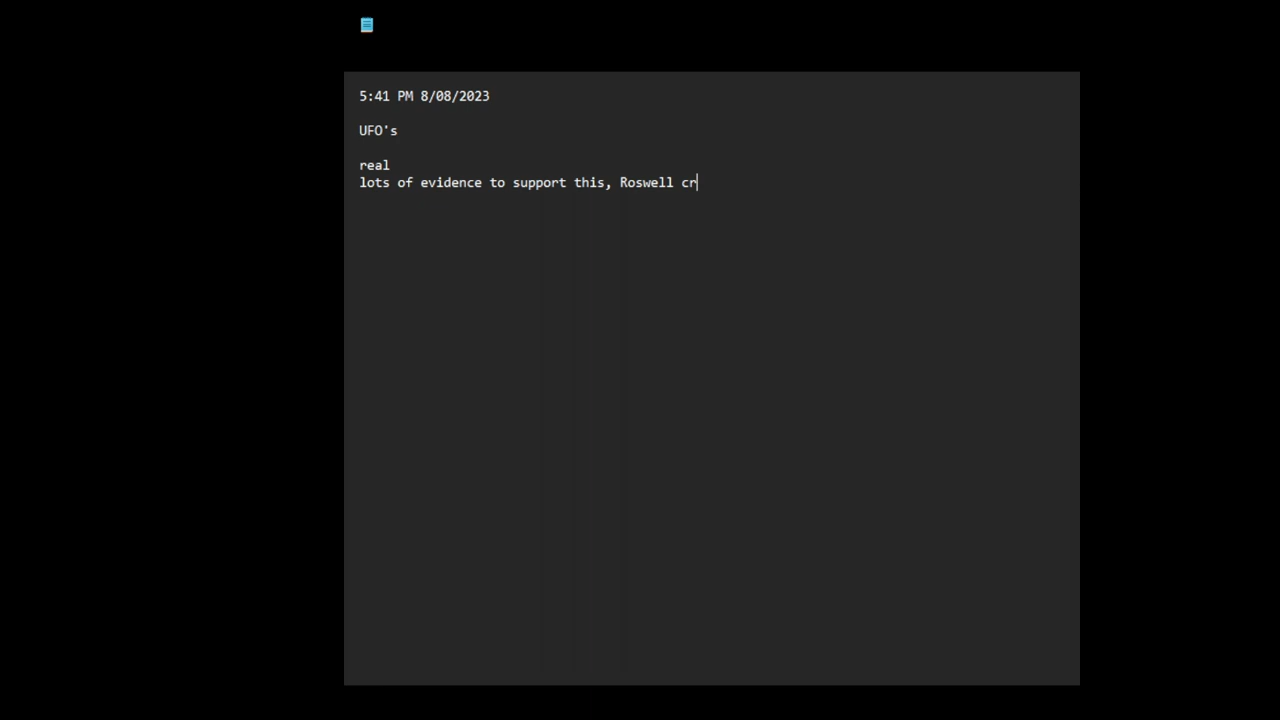 5:41 PM 8/08/2023
UFO's
real
lots of evidence to support this, Roswell cr